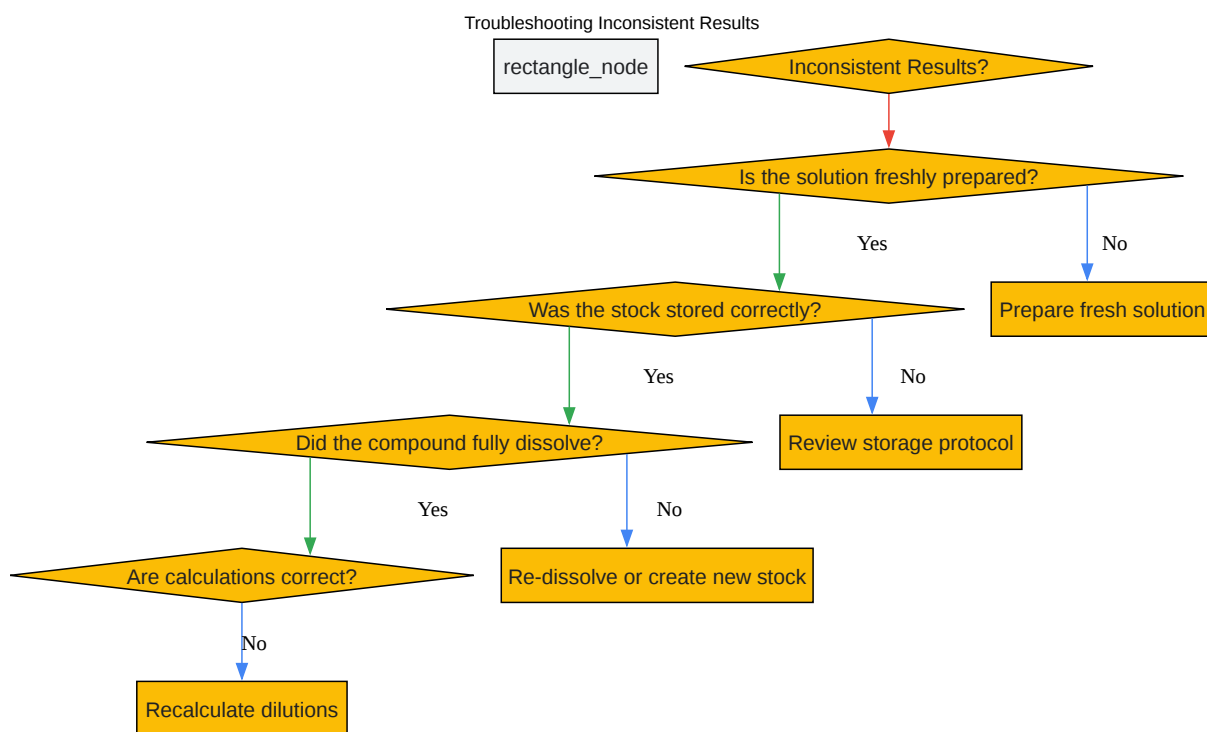 Troubleshooting Inconsistent Results
rectangle_node
Inconsistent Results?
Is the solution freshly prepared?
Yes
No
Was the stock stored correctly?
Prepare fresh solution
Yes
No
Did the compound fully dissolve?
Review storage protocol
Yes
No
Are calculations correct?
Re-dissolve or create new stock
No
Recalculate dilutions